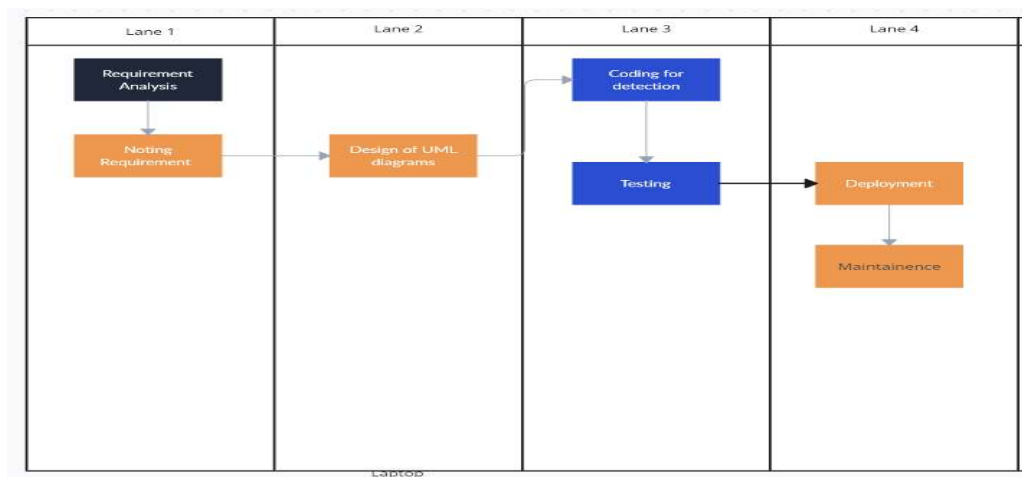 Lane 1
Lane 2
Lane 3
Lane 4
Requirement
Analysis
Noting
Requirement
Design of UML
diagrams
Coding for
detection
Testing
Deployment
Maintainence
Laptop